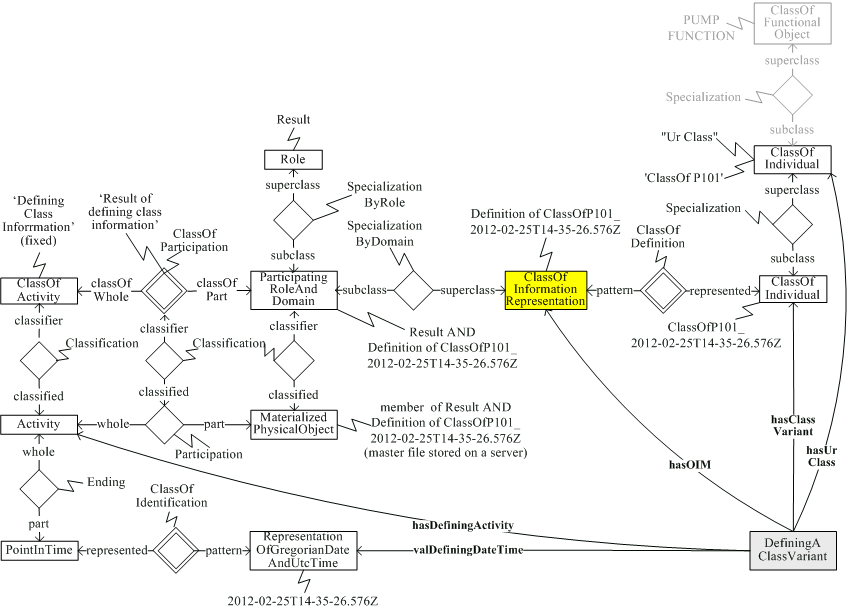 PUMP
FUNCTION
ClassOf
Functional
Object
superclass
Specialization
subclass
"Ur Class"
'ClassOf P101'
ClassOf
Individual
superclass
Specialization
subclass
ClassOf
Individual
ClassOfP101_
2012-02-25T14-35-26.576Z
Result
Role
superclass
Specialization
ByRole
subclass
Specialization
ByDomain
'Defining
Class
Information'
(fixed)
'Result of
defining class
information'
ClassOf
Participation
ClassOf
Activity
classOf
Whole
classOf
Part
Participating
RoleAnd
Domain
subclass
superclass
Definition of ClassOfP101_
2012-02-25T14-35-26.576Z
ClassOf
Information
Representation
ClassOf
Definition
pattern
represented
Result AND
Definition of ClassOfP101_
2012-02-25T14-35-26.576Z
classifier
Classification
classified
classifier
Classification
classified
classifier
classified
Activity
whole
part
Participation
Materialized
PhysicalObject
member of Result AND
Definition of ClassOfP101_
2012-02-25T14-35-26.576Z
(master file stored on a server)
whole
Ending
part
PointInTime
ClassOf
Identification
represented
pattern
Representation
OfGregorianDate
AndUtcTime
2012-02-25T14-35-26.576Z
hasDefiningActivity
valDefiningDateTime
hasOIM
hasClass
Variant
hasUr
Class
DefiningA
ClassVariant